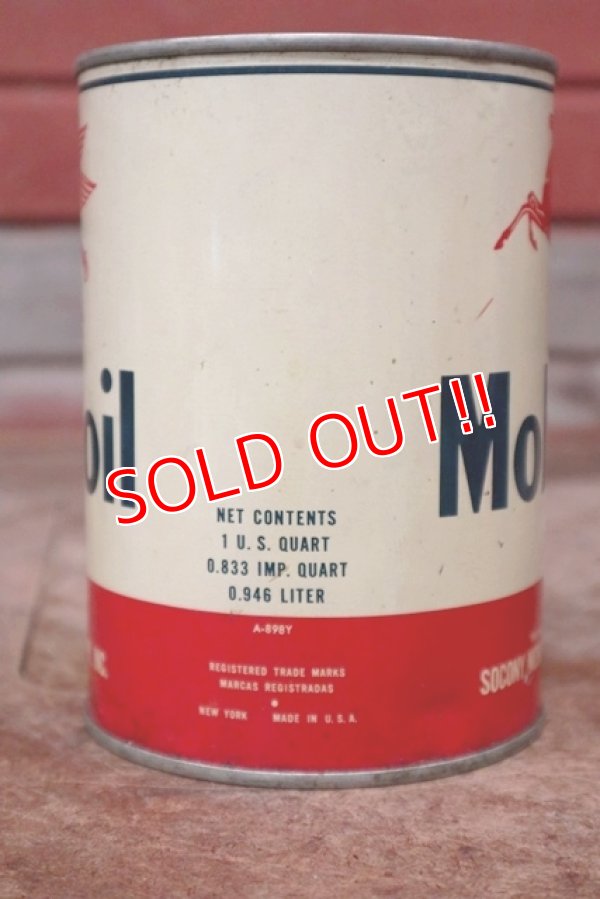 oil
Mo
SOLD OUT!!
NET CONTENTS
1 U. S. QUART
0.833 IMP. QUART
0.946 LITER
A-898Y
REGISTERED TRADE MARKS
MARCAS REGISTRADAS
NEW YORK MADE IN U. S. A.
INC.
SOCONY